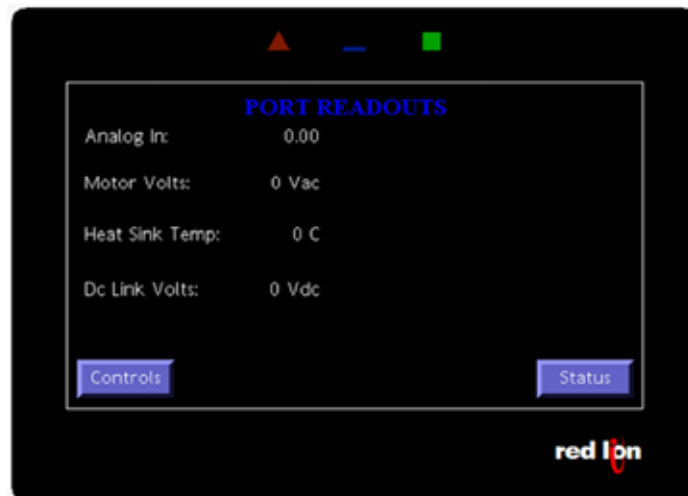 PORT READOUTS
Analog In: 0.00
Motor Volts: 0 Vac
Heat Sink Temp: 0 C
Dc Link Volts: 0 Vdc
Controls Status
red lion